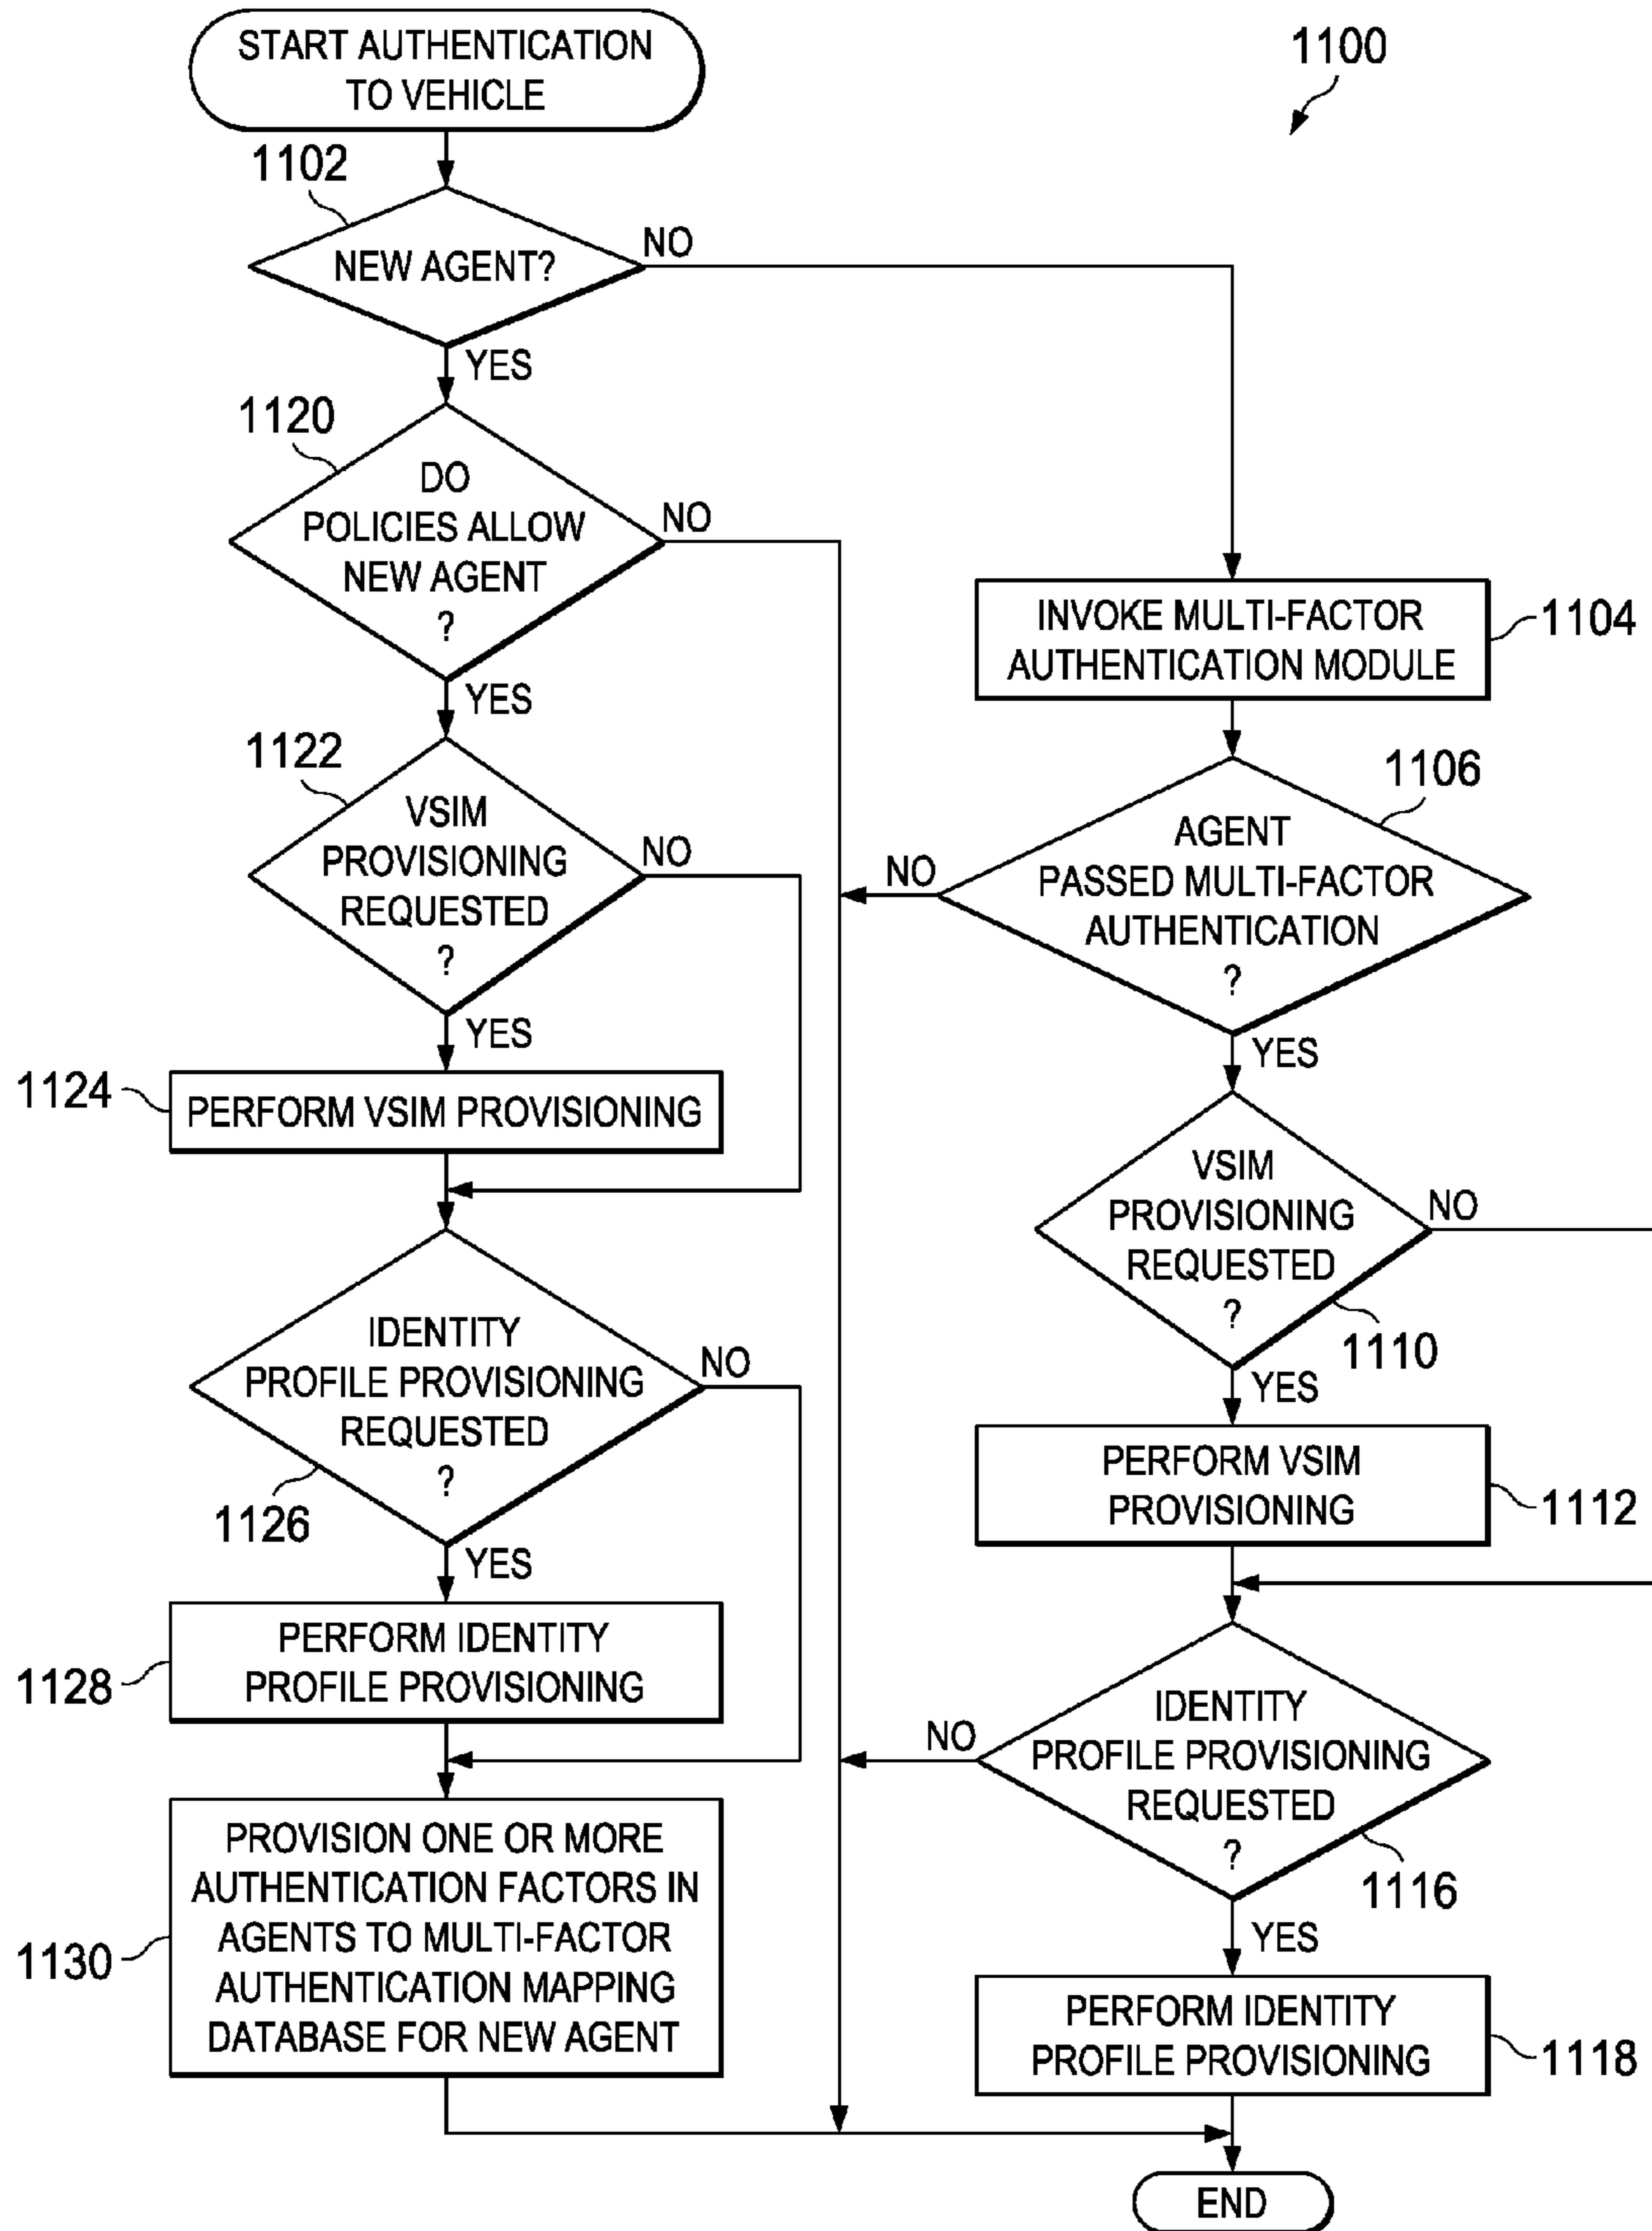 START AUTHENTICATION
TO VEHICLE
1100
1102
NEW AGENT?
NO
YES
1120
DO
POLICIES ALLOW
NEW AGENT
?
NO
YES
1122
VSIM
PROVISIONING
REQUESTED
?
NO
YES
1124
PERFORM VSIM PROVISIONING
IDENTITY
PROFILE PROVISIONING
REQUESTED
?
NO
1126
YES
1128
PERFORM IDENTITY
PROFILE PROVISIONING
1130
PROVISION ONE OR MORE
AUTHENTICATION FACTORS IN
AGENTS TO MULTI-FACTOR
AUTHENTICATION MAPPING
DATABASE FOR NEW AGENT
INVOKE MULTI-FACTOR
AUTHENTICATION MODULE
1104
1106
AGENT
PASSED MULTI-FACTOR
AUTHENTICATION
?
NO
YES
VSIM
PROVISIONING
REQUESTED
?
NO
1110
YES
PERFORM VSIM
PROVISIONING
1112
IDENTITY
PROFILE PROVISIONING
REQUESTED
?
NO
1116
YES
PERFORM IDENTITY
PROFILE PROVISIONING
1118
END